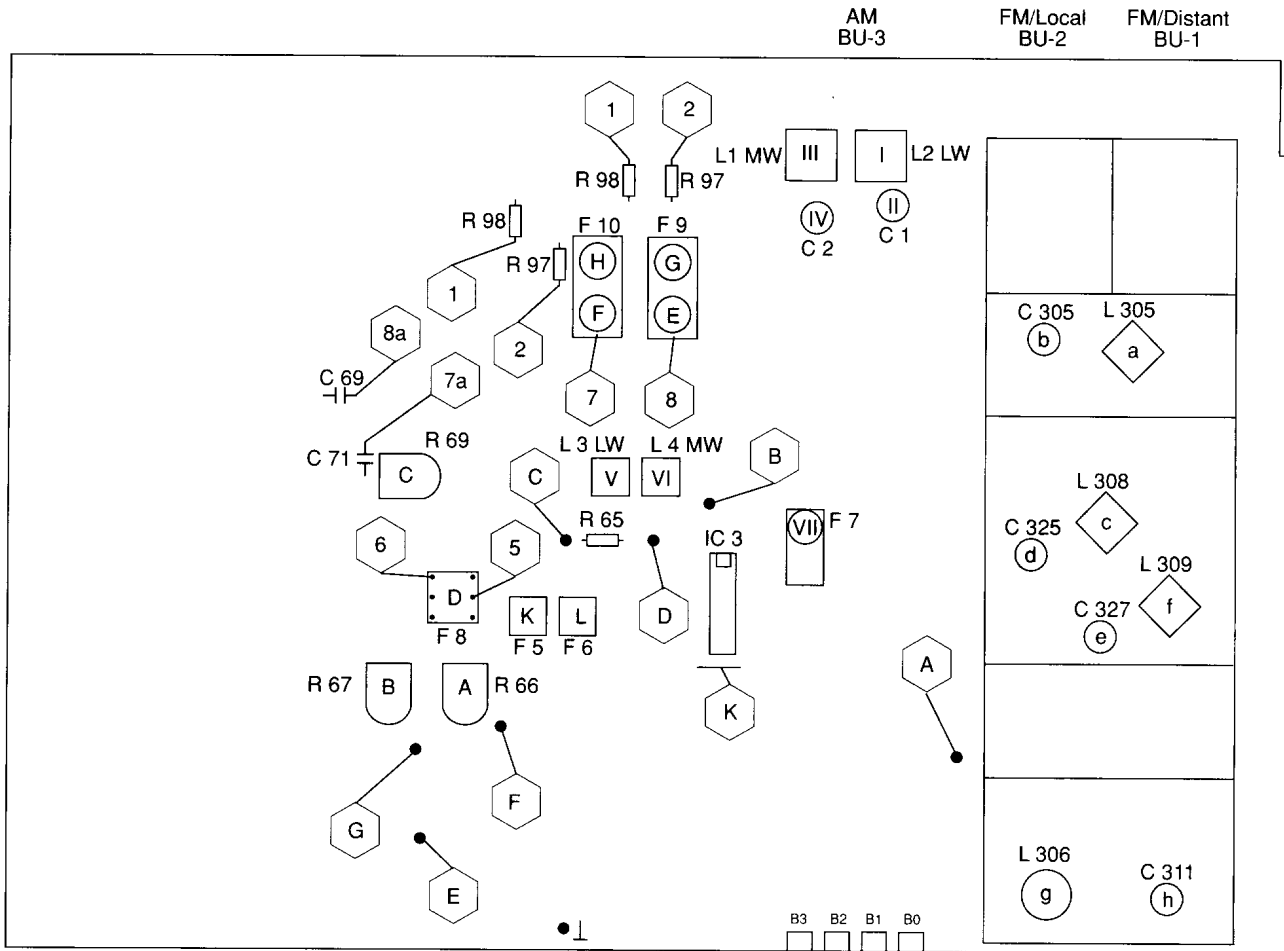 AM
BU-3
FM/Local
BU-2
FM/Distant
BU-1
1
2
L1 MW
III
I
L2 LW
R 98
R 97
IV
C 2
II
C 1
R 98
F 10
F 9
R 97
H
G
1
F
E
C 305
b
L 305
a
8a
2
C 69
7a
7
8
C 71
R 69
C
L 3 LW
L 4 MW
B
C
V
VI
L 308
c
6
5
R 65
IC 3
VII
F 7
C 325
d
L 309
f
D
F 8
K
F 5
L
F 6
D
C 327
e
R 67
B
A
R 66
K
A
F
G
E
L 306
g
C 311
h
B3
B2
B1
B0